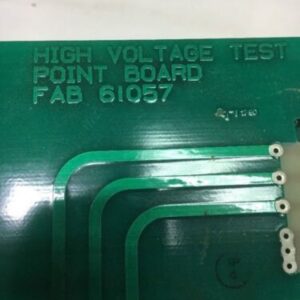 HIGH VOLTAGE TEST
POINT BOARD
FAB 61057